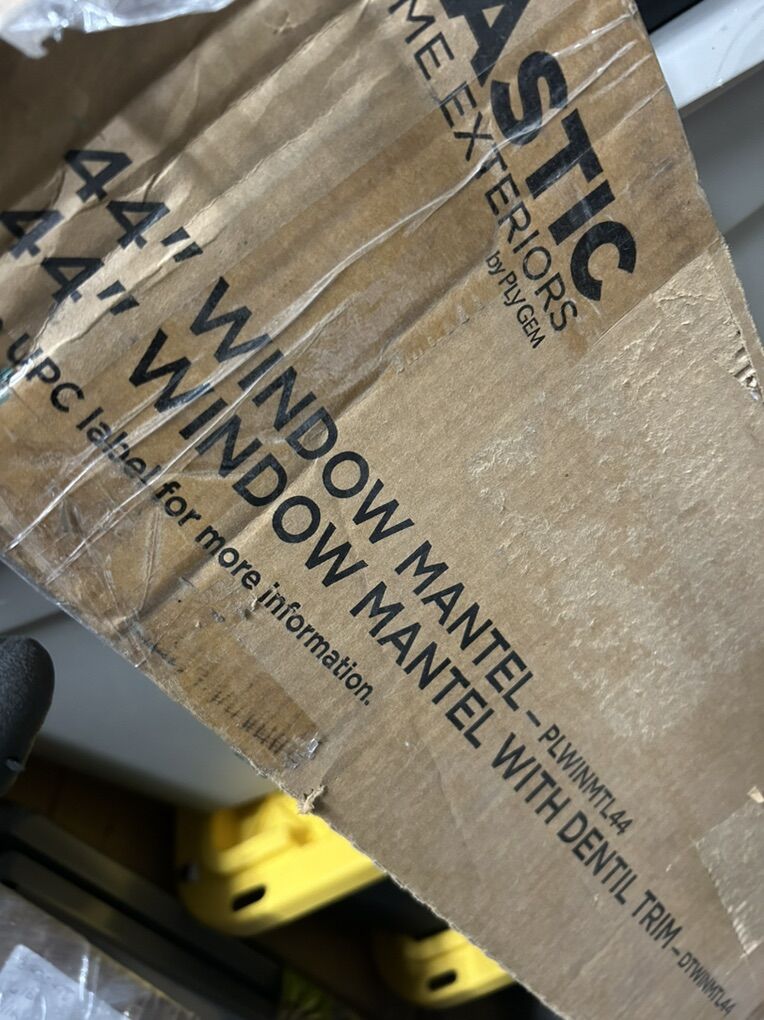 ASTIC
ME EXTERIORS
by PLY GEM
44" WINDOW MANTEL – PLWINMTL44
44" WINDOW MANTEL WITH DENTIL TRIM – DTWINMTL44
UPC label for more information.